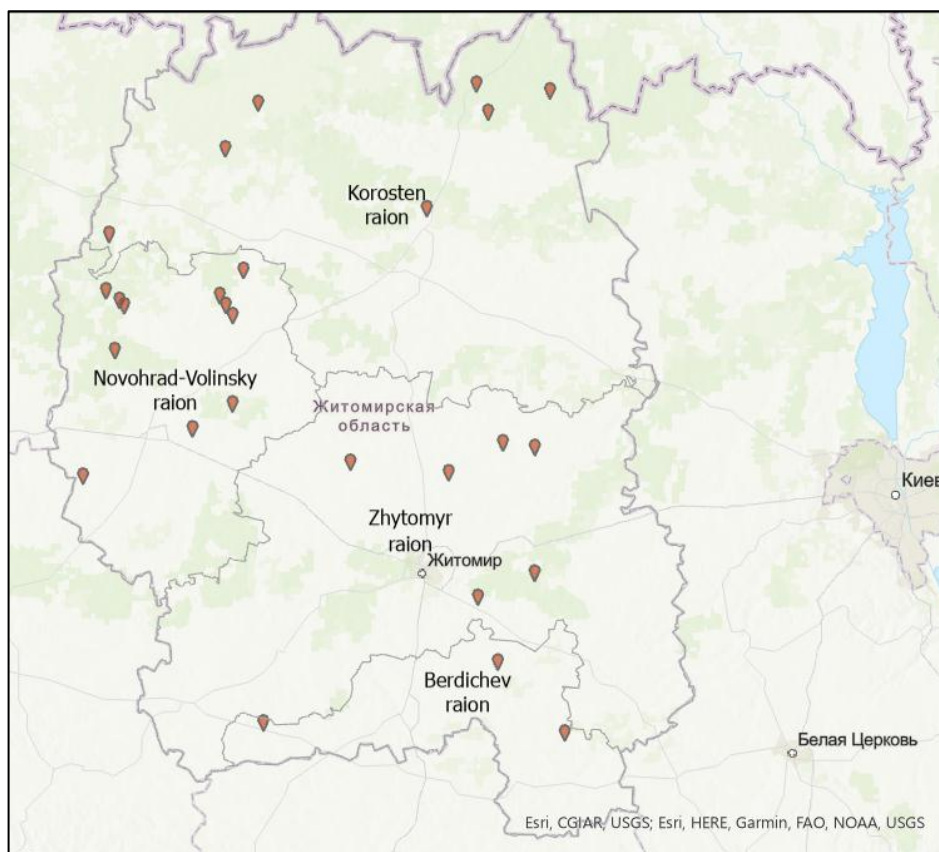 Korosten
raion
Novohrad-Volinsky
raion
Житомирская
область
Киев
Zhytomyr
raion
Житомир
Berdichev
raion
Белая Церковь
Esri, CGIAR, USGS; Esri, HERE, Garmin, FAO, NOAA, USGS